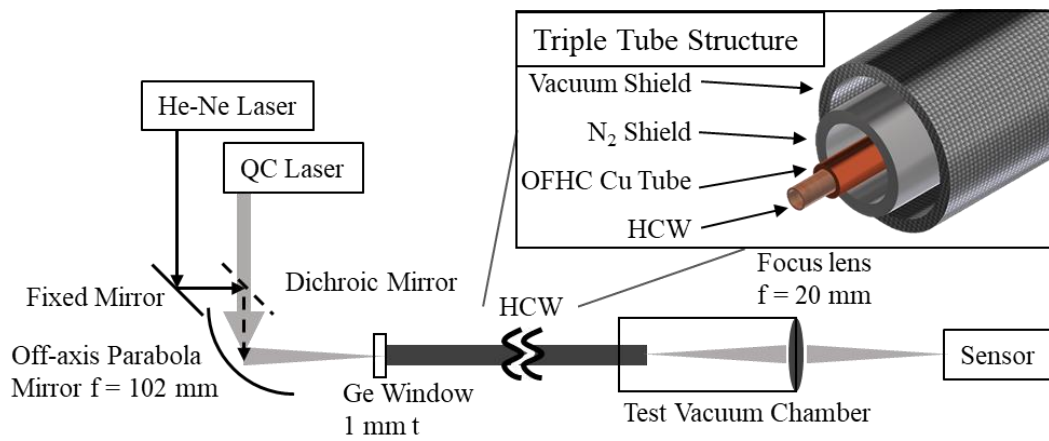 Triple Tube Structure
Vacuum Shield
N₂ Shield
OFHC Cu Tube
HCW
He-Ne Laser
QC Laser
Fixed Mirror
Dichroic Mirror
Off-axis Parabola
Mirror f = 102 mm
Ge Window
1 mm t
HCW
Focus lens
f = 20 mm
Test Vacuum Chamber
Sensor